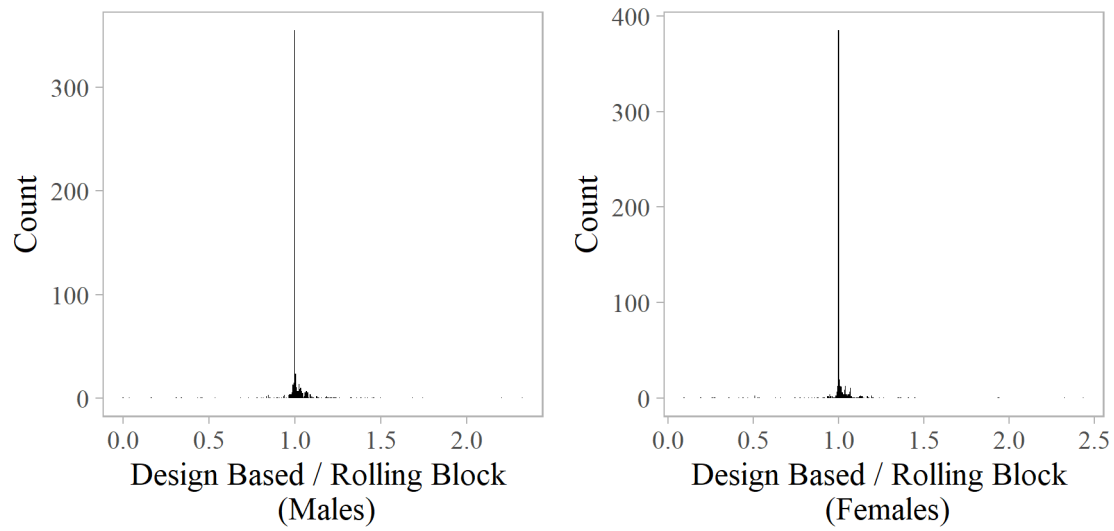 Count
300
200
100
0
0.0 0.5 1.0 1.5 2.0
Design Based / Rolling Block
(Males)
Count
400
300
200
100
0
0.0 0.5 1.0 1.5 2.0 2.5
Design Based / Rolling Block
(Females)